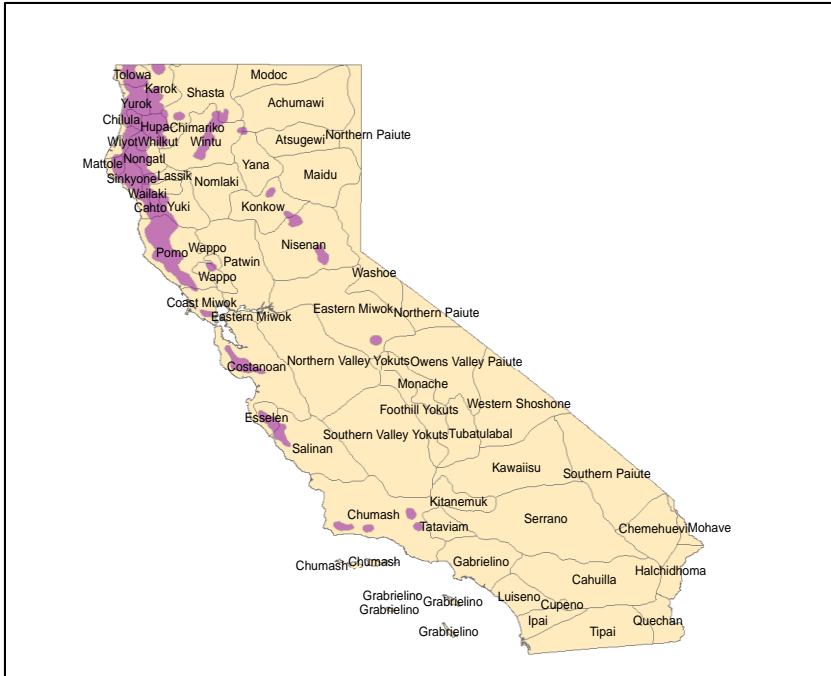 Tolowa
Modoc
Karok
Shasta
Yurok
Achumawi
Chilula
Hupa
Chimariko
Northern Paiute
Wiyot
Whilkut
Wintu
Atsugewi
Mattole
Nongatl
Yana
Sinkyone
Lassik
Nomlaki
Maidu
Wailaki
Cahto
Yuki
Konkow
Pomo
Wappo
Nisenan
Patwin
Wappo
Washoe
Coast Miwok
Eastern Miwok
Eastern Miwok
Northern Paiute
Costanoan
Northern Valley Yokuts
Owens Valley Paiute
Monache
Foothill Yokuts
Western Shoshone
Esselen
Southern Valley Yokuts
Tubatulabal
Salinan
Kawaiisu
Southern Paiute
Kitanemuk
Chumash
Serrano
Tataviam
Chemehuevi
Mohave
Chumash
Chumash
Gabrielino
Halchidhoma
Cahuilla
Grabrielino
Grabrielino
Luiseno
Cupeno
Grabrielino
Ipai
Quechan
Grabrielino
Tipai